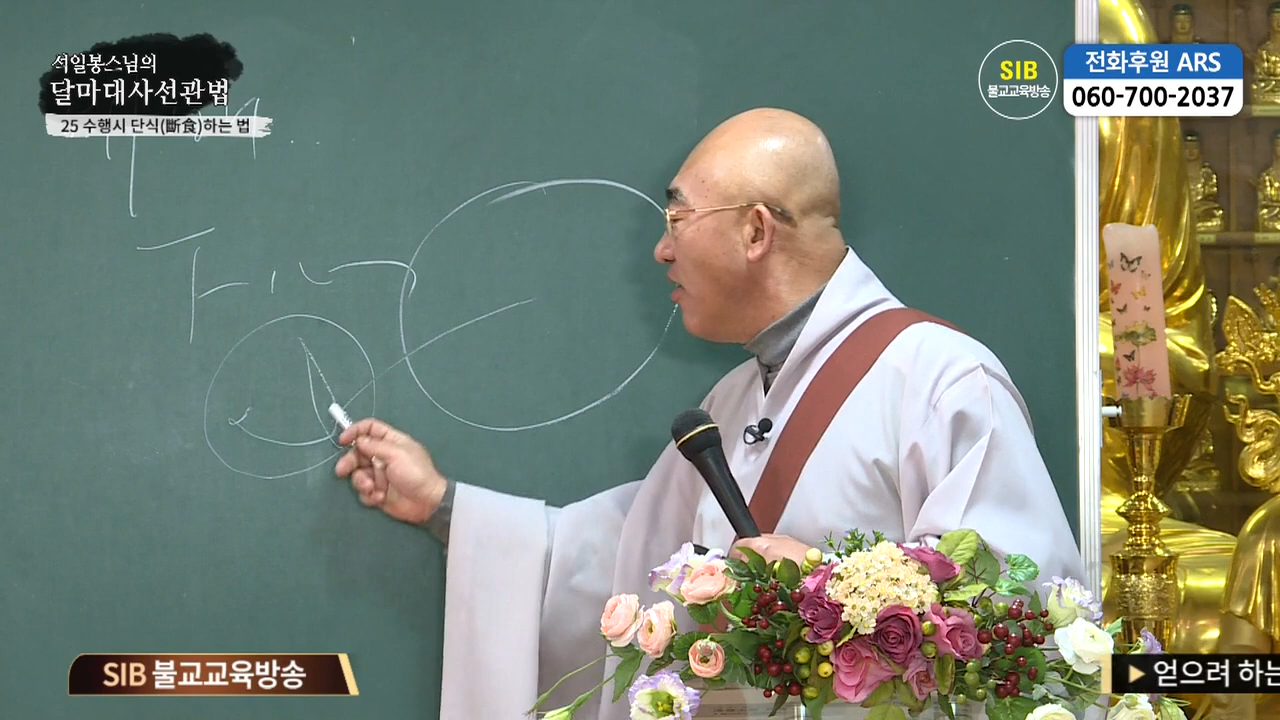 석일봉스님의
달마대사선관법
25 수행시 단식(斷食)하는 법
SIB
불교교육방송
전화후원 ARS
060-700-2037
SIB 불교교육방송
▶ 얻으려 하는